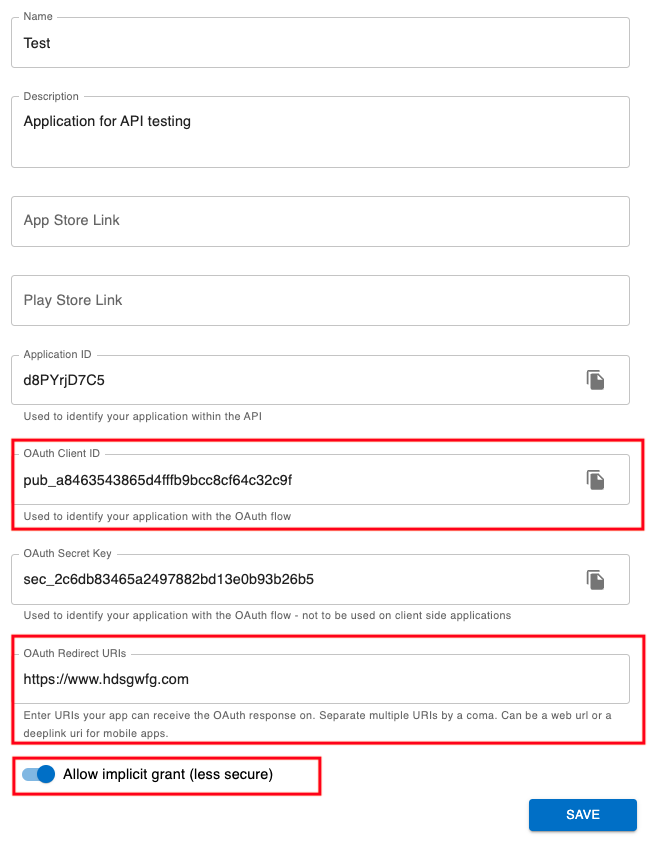 Name
Test
Description
Application for API testing
App Store Link
Play Store Link
Application ID
d8PYrjD7C5
Used to identify your application within the API
OAuth Client ID
pub_a8463543865d4fffb9bcc8cf64c32c9f
Used to identify your application with the OAuth flow
OAuth Secret Key
sec_2c6db83465a2497882bd13e0b93b26b5
Used to identify your application with the OAuth flow - not to be used on client side applications
OAuth Redirect URIs
https://www.hdsgwfg.com
Enter URIs your app can receive the OAuth response on. Separate multiple URIs by a coma. Can be a web url or a
deeplink uri for mobile apps.
Allow implicit grant (less secure)
SAVE